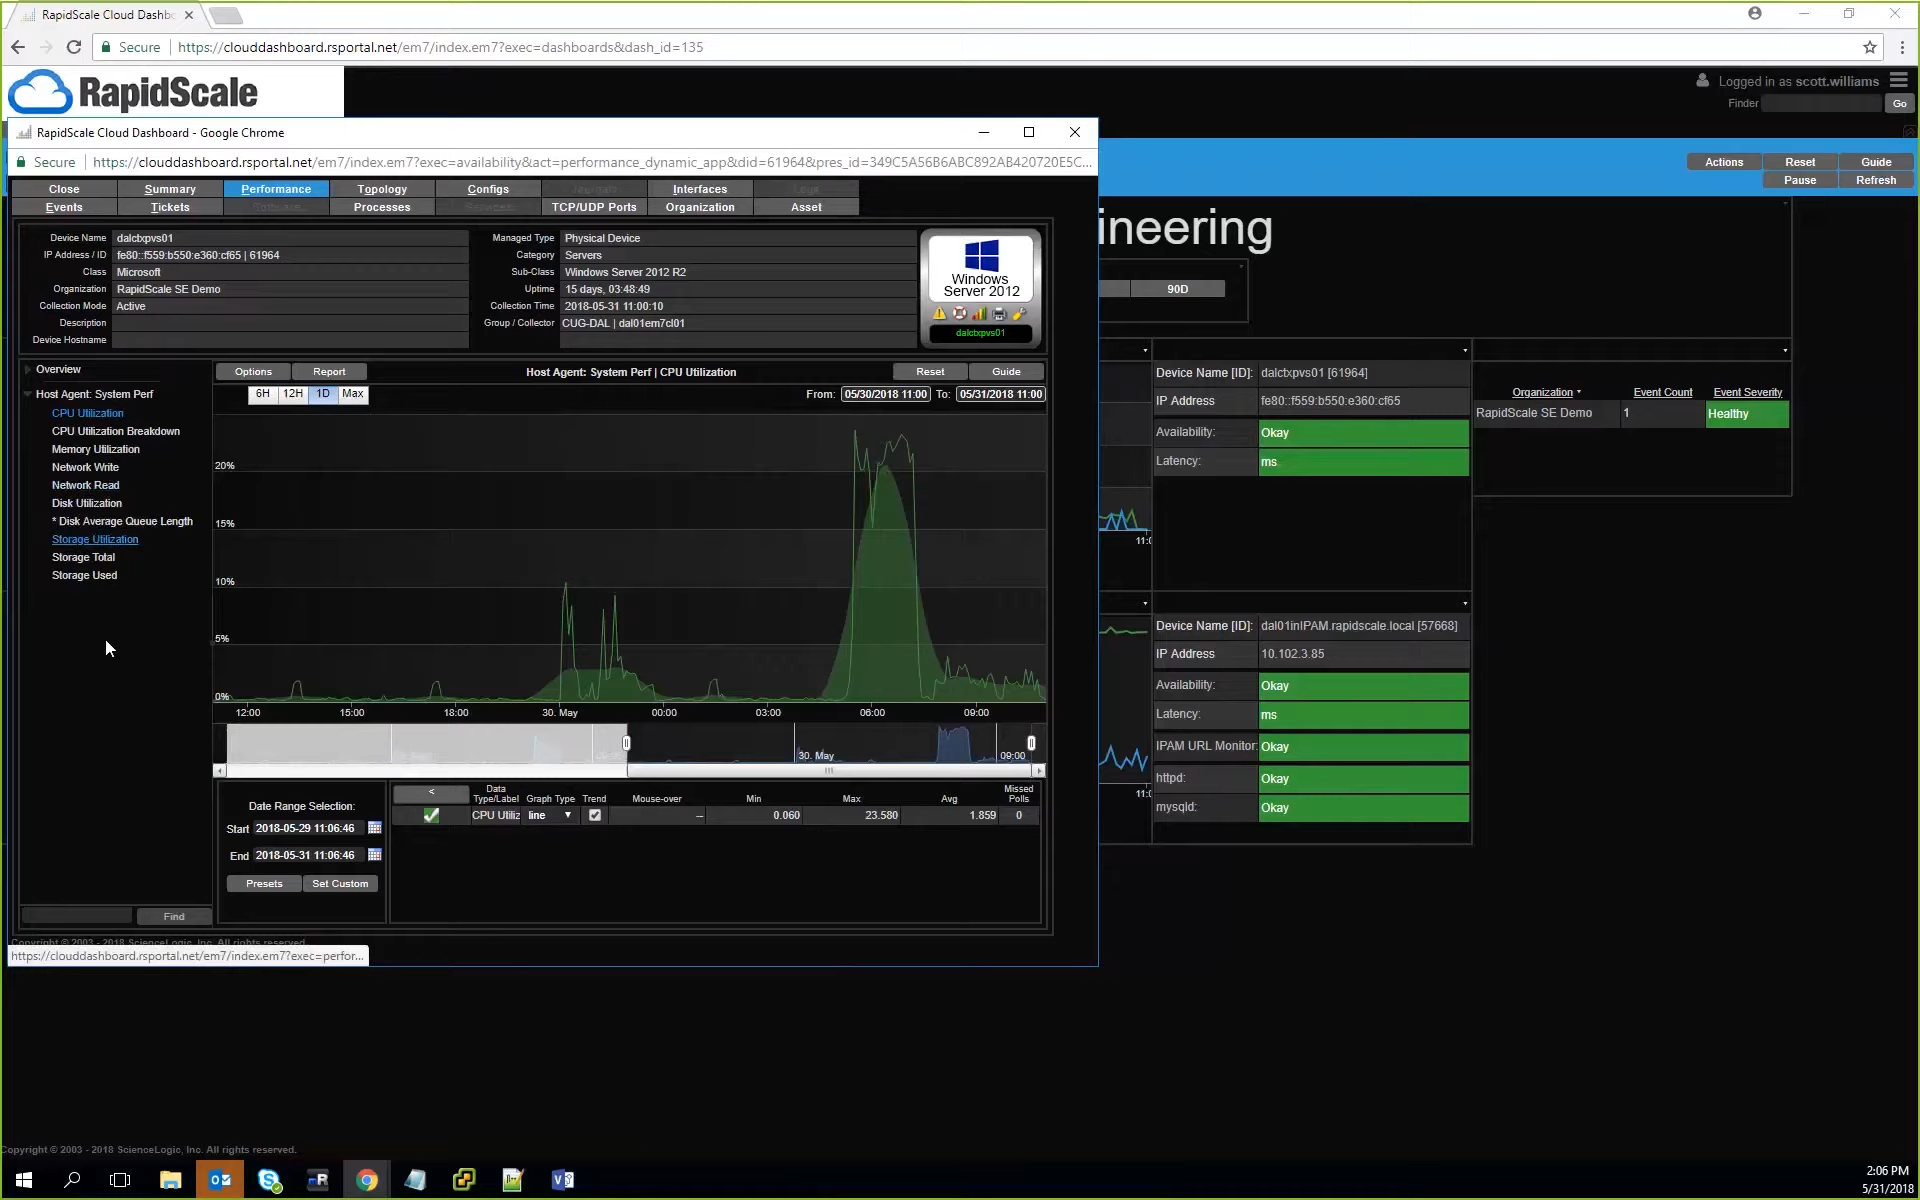 RapidScale Cloud Dashb
Secure | https://clouddashboard.rsportal.net/em7/index.em7?exec=dashboards&dash_id=135
RapidScale
Logged in as scott.williams
Finder
Go
RapidScale Cloud Dashboard - Google Chrome
Secure | https://clouddashboard.rsportal.net/em7/index.em7?exec=availability&act=performance_dynamic_app&did=61964&pres_id=349C5A56B6ABC892AB420720E5C...
Actions Reset Guide
Pause Refresh
Close Summary Performance Topology Configs Interfaces Logs
Events Tickets Processes TCP/UDP Ports Organization Asset
ineering
90D
Device Name dalctxpvs01
IP Address / ID fe80::f559:b550:e360:cf65 | 61964
Class Microsoft
Organization RapidScale SE Demo
Collection Mode Active
Description
Device Hostname
Managed Type Physical Device
Category Servers
Sub-Class Windows Server 2012 R2
Uptime 15 days, 03:48:49
Collection Time 2018-05-31 11:00:10
Group / Collector CUG-DAL | dal01em7cl01
Windows
Server 2012
dalctxpvs01
Overview
Host Agent: System Perf
CPU Utilization
CPU Utilization Breakdown
Memory Utilization
Network Write
Network Read
Disk Utilization
* Disk Average Queue Length
Storage Utilization
Storage Total
Storage Used
Find
Options Report Host Agent: System Perf | CPU Utilization Reset Guide
6H 12H 1D Max From: 05/30/2018 11:00 To: 05/31/2018 11:00
20%
15%
10%
5%
0%
12:00 15:00 18:00 30. May 00:00 03:00 06:00 09:00
30. May 09:00
Date Range Selection:
Start 2018-05-29 11:06:46
End 2018-05-31 11:06:46
Presets Set Custom
< Data Type/Label Graph Type Trend Mouse-over Min Max Avg Missed Polls
CPU Utiliz line -- 0.060 23.580 1.859 0
Copyright © 2003 - 2018 ScienceLogic, Inc. All rights reserved.
https://clouddashboard.rsportal.net/em7/index.em7?exec=perfor...
Device Name [ID]: dalctxpvs01 [61964]
IP Address fe80::f559:b550:e360:cf65
Availability: Okay
Latency: ms
11:0
Organization Event Count Event Severity
RapidScale SE Demo 1 Healthy
Device Name [ID]: dal01inIPAM.rapidscale.local [57668]
IP Address 10.102.3.85
Availability: Okay
Latency: ms
IPAM URL Monitor: Okay
httpd: Okay
mysqld: Okay
11:0
Copyright © 2003 - 2018 ScienceLogic, Inc. All rights reserved.
2:06 PM
5/31/2018